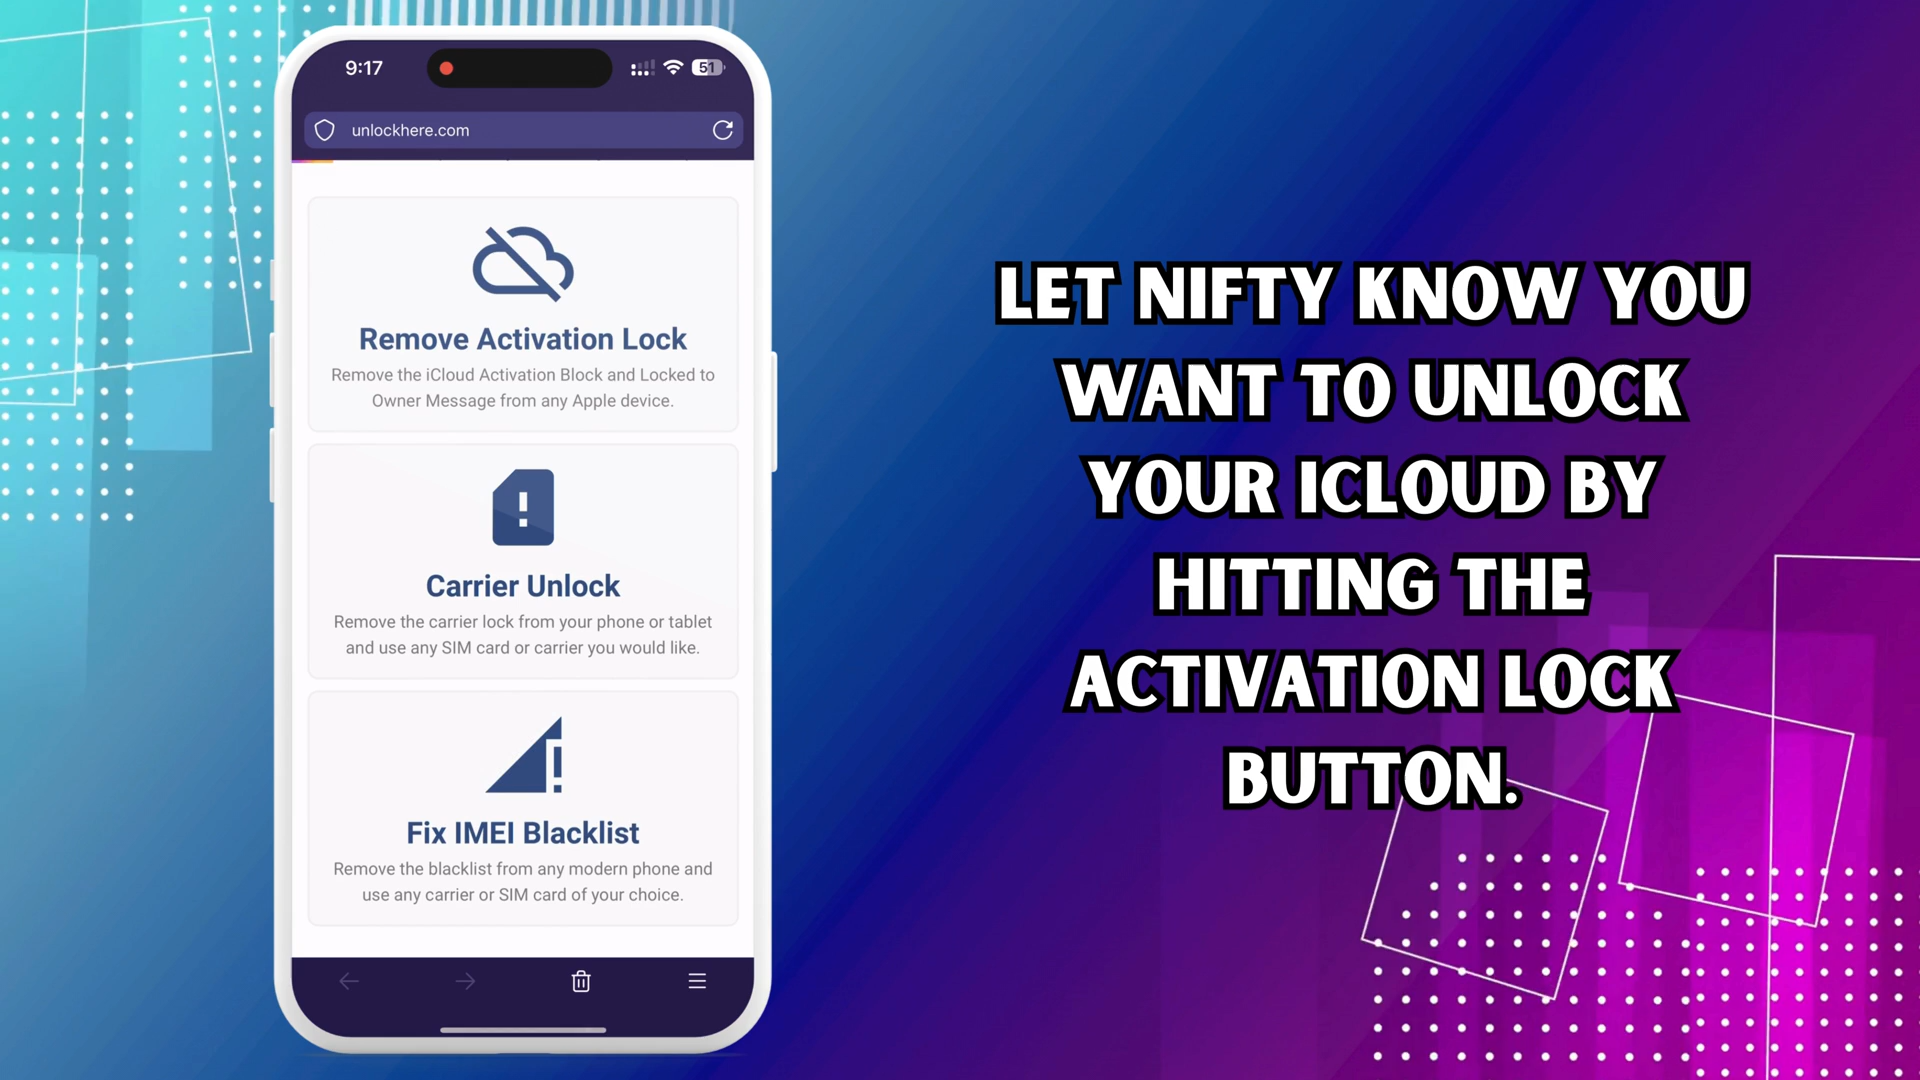 9:17
51
unlockhere.com
Remove Activation Lock
Remove the iCloud Activation Block and Locked to
Owner Message from any Apple device.
Carrier Unlock
Remove the carrier lock from your phone or tablet
and use any SIM card or carrier you would like.
Fix IMEI Blacklist
Remove the blacklist from any modern phone and
use any carrier or SIM card of your choice.
LET NIFTY KNOW YOU
WANT TO UNLOCK
YOUR ICLOUD BY
HITTING THE
ACTIVATION LOCK
BUTTON.